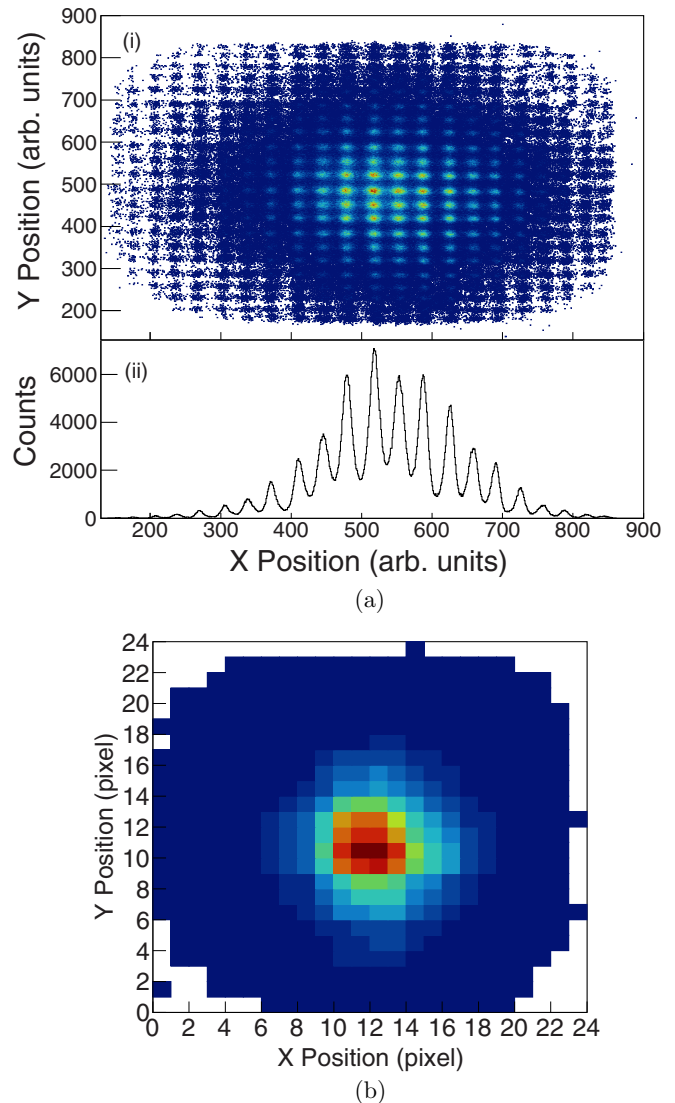 900
(i)
800
700
600
500
400
300
200
Y Position (arb. units)
(ii)
6000
4000
2000
0
Counts
200 300 400 500 600 700 800 900
X Position (arb. units)
(a)
24
22
20
18
16
14
12
10
8
6
4
2
0
Y Position (pixel)
0 2 4 6 8 10 12 14 16 18 20 22 24
X Position (pixel)
(b)